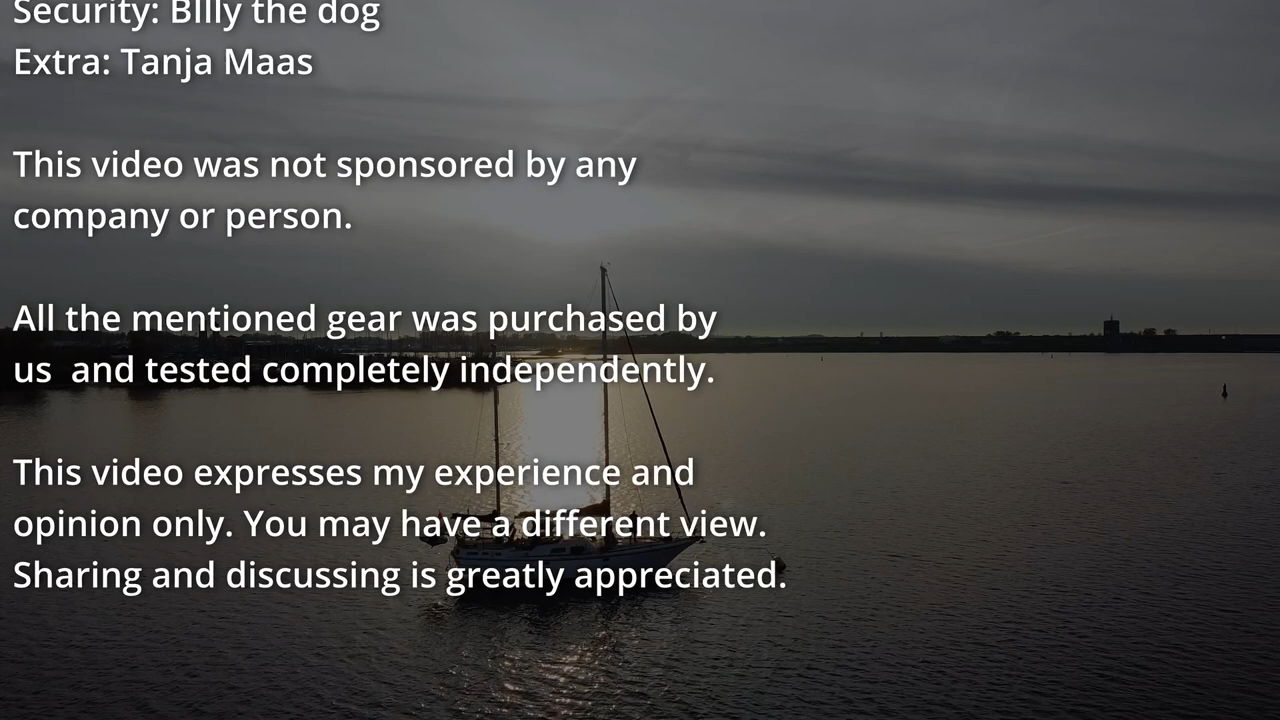 Security: BIlly the dog
Extra: Tanja Maas
This video was not sponsored by any
company or person.
All the mentioned gear was purchased by
us  and tested completely independently.
This video expresses my experience and
opinion only. You may have a different view.
Sharing and discussing is greatly appreciated.